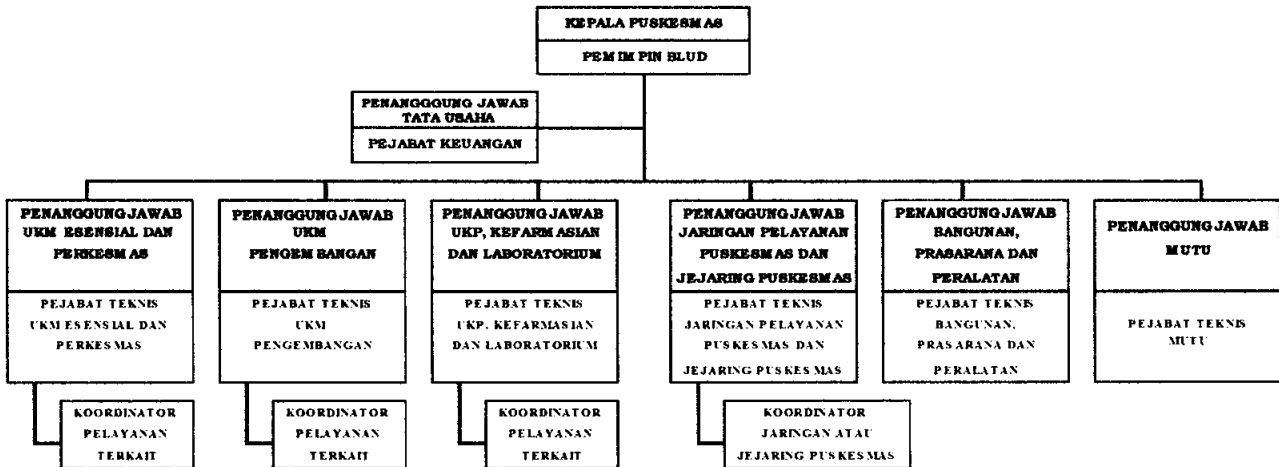 KEPALA PUSKESMAS
PEMIMPIN BLUD
PENANGGGUNG JAWAB
TATA USAHA
PEJABAT KEUANGAN
PENANGGUNG JAWAB
UKM ESENSIAL DAN
PERKESMAS
PEJABAT TEKNIS
UKM ESENSIAL DAN
PERKESMAS
KOORDINATOR
PELAYANAN
TERKAIT
PENANGGUNG JAWAB
UKM
PENGEMBANGAN
PEJABAT TEKNIS
UKM
PENGEMBANGAN
KOORDINATOR
PELAYANAN
TERKAIT
PENANGGUNG JAWAB
UKP, KEFARMASIAN
DAN LABORATORIUM
PEJABAT TEKNIS
UKP, KEFARMASIAN
DAN LABORATORIUM
KOORDINATOR
PELAYANAN
TERKAIT
PENANGGUNG JAWAB
JARINGAN PELAYANAN
PUSKESMAS DAN
JEJARING PUSKESMAS
PEJABAT TEKNIS
JARINGAN PELAYANAN
PUSKESMAS DAN
JEJARING PUSKESMAS
KOORDINATOR
JARINGAN ATAU
JEJARING PUSKESMAS
PENANGGUNG JAWAB
BANGUNAN,
PRASARANA DAN
PERALATAN
PEJABAT TEKNIS
BANGUNAN,
PRASARANA DAN
PERALATAN
PENANGGUNG JAWAB
MUTU
PEJABAT TEKNIS
MUTU